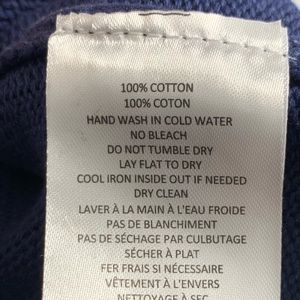 100% COTTON
100% COTON
HAND WASH IN COLD WATER
NO BLEACH
DO NOT TUMBLE DRY
LAY FLAT TO DRY
COOL IRON INSIDE OUT IF NEEDED
DRY CLEAN
LAVER À LA MAIN À L'EAU FROIDE
PAS DE BLANCHIMENT
PAS DE SÉCHAGE PAR CULBUTAGE
SÉCHER À PLAT
FER FRAIS SI NÉCESSAIRE
VÊTEMENT À L'ENVERS
NETTOYAGE À SEC